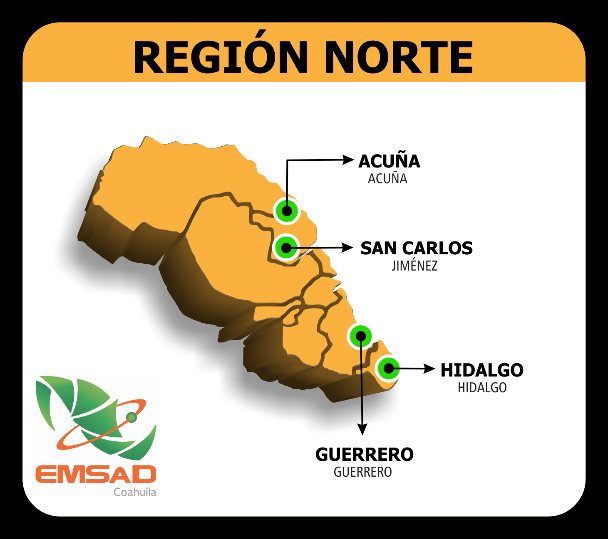 REGIÓN NORTE
ACUÑA
ACUÑA
SAN CARLOS
JIMÉNEZ
HIDALGO
HIDALGO
GUERRERO
GUERRERO
EMSAD
Coahuila